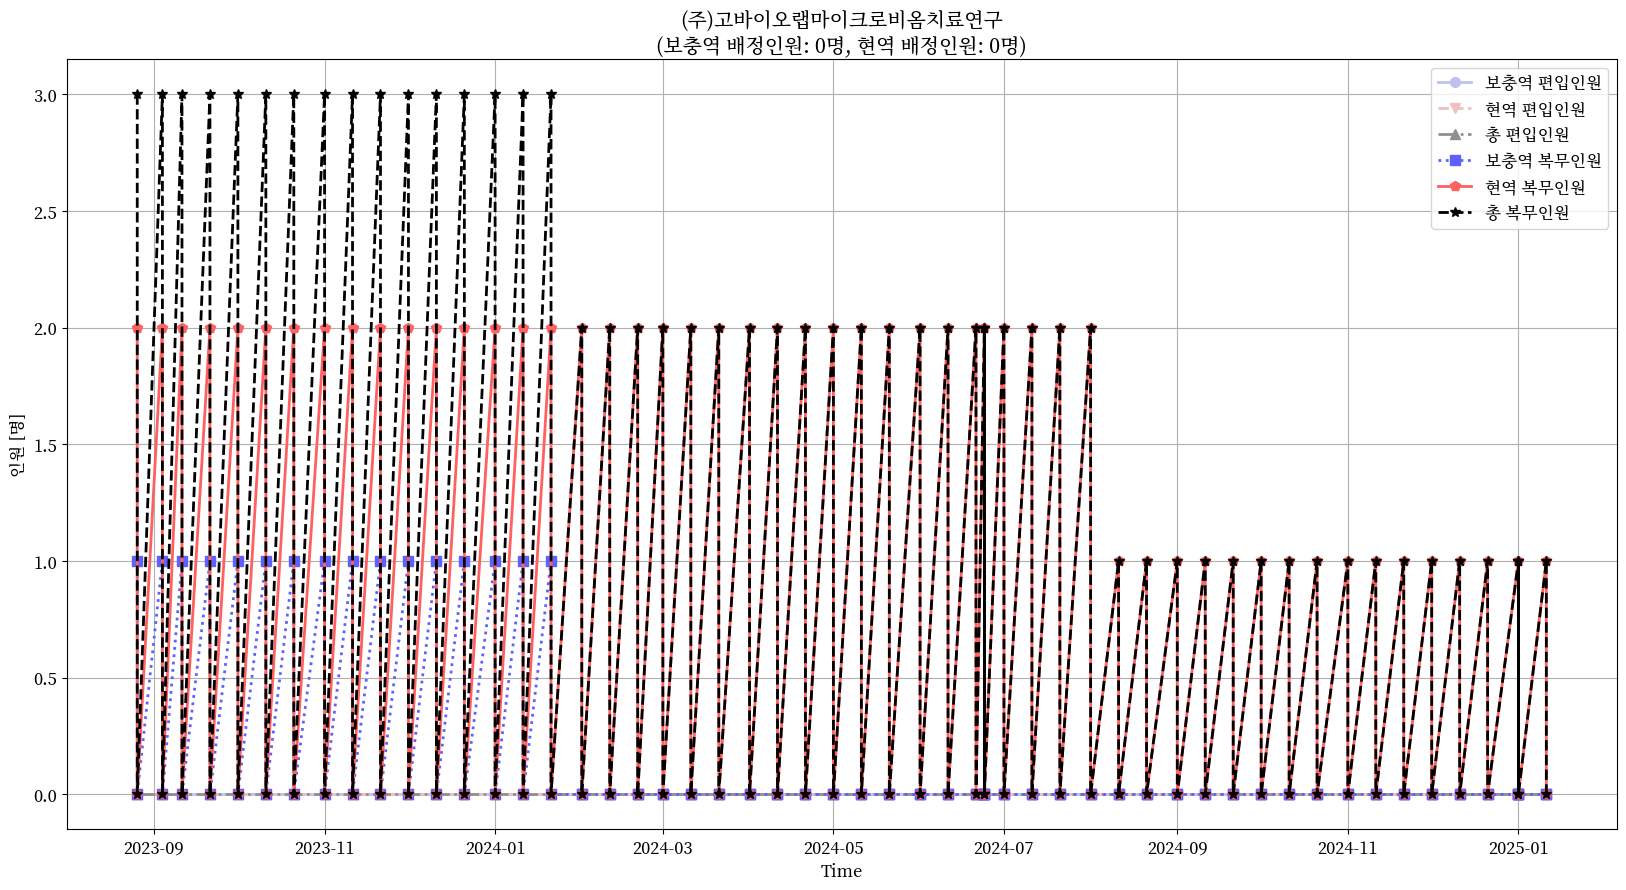 (주)고바이오랩마이크로비옴치료연구
(보충역 배정인원: 0명, 현역 배정인원: 0명)
보충역 편입인원
현역 편입인원
총 편입인원
보충역 복무인원
현역 복무인원
총 복무인원
인원 [명]
3.0
2.5
2.0
1.5
1.0
0.5
0.0
2023-09
2023-11
2024-01
2024-03
2024-05
2024-07
2024-09
2024-11
2025-01
Time